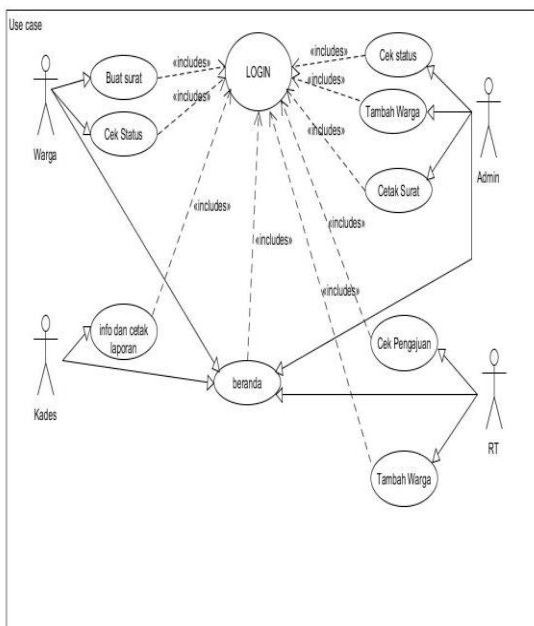 Use case
Buat surat
«includes»
LOGIN
«includes»
Cek status
«includes»
«includes»
Cek Status
Tambah Warga
Warga
«includes»
Cetak Surat
Admin
«includes»
«includes»
«includes»
«includes»
info dan cetak
laporan
Cek Pengajuan
Kades
beranda
RT
Tambah Warga